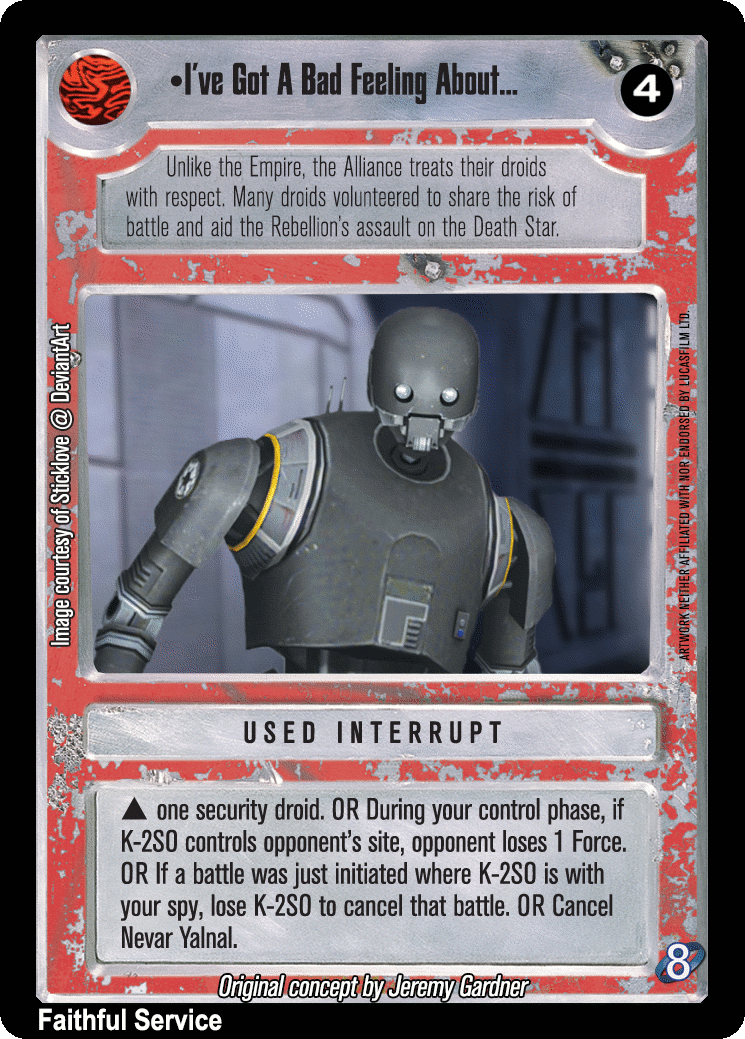 •I've Got A Bad Feeling About...
4
Unlike the Empire, the Alliance treats their droids
with respect. Many droids volunteered to share the risk of
battle and aid the Rebellion's assault on the Death Star.
Image courtesy of Sticklove @ DeviantArt
ARTWORK NEITHER AFFILIATED WITH NOR ENDORSED BY LUCASFILM LTD.
USED INTERRUPT
▲ one security droid. OR During your control phase, if
K-2SO controls opponent's site, opponent loses 1 Force.
OR If a battle was just initiated where K-2SO is with
your spy, lose K-2SO to cancel that battle. OR Cancel
Nevar Yalnal.
8
Original concept by Jeremy Gardner
Faithful Service